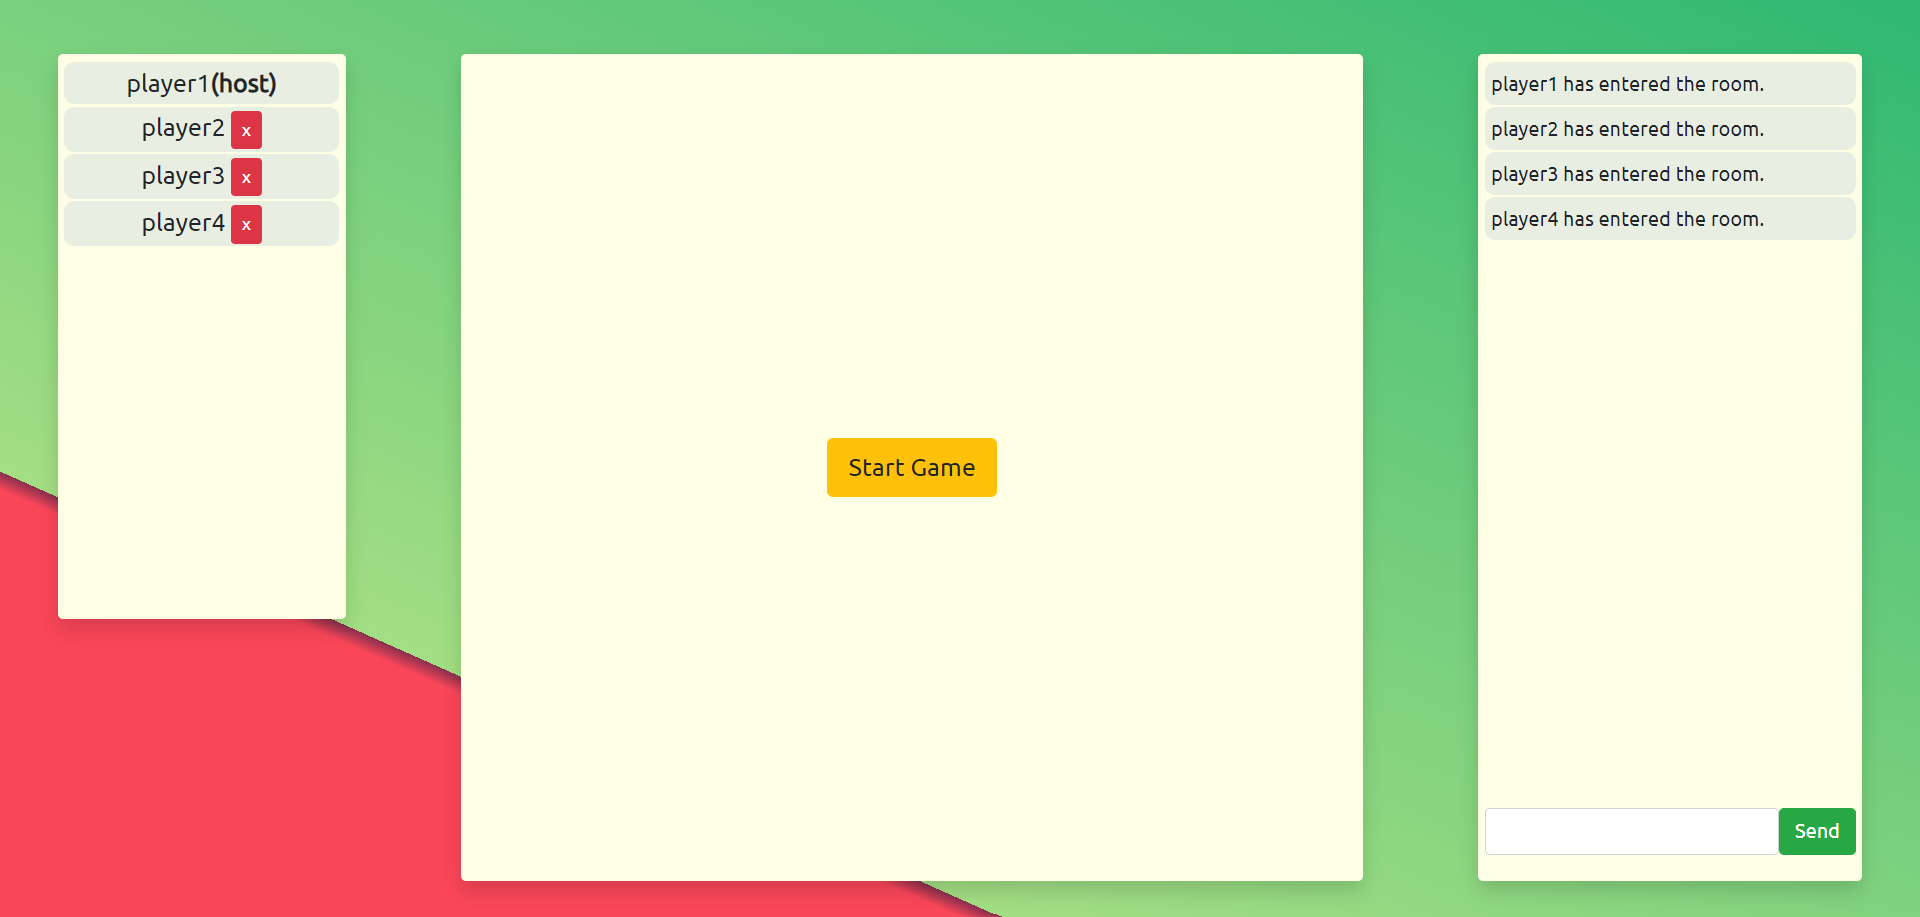 player1(host)
player2 x
player3 x
player4 x
Start Game
player1 has entered the room.
player2 has entered the room.
player3 has entered the room.
player4 has entered the room.
Send